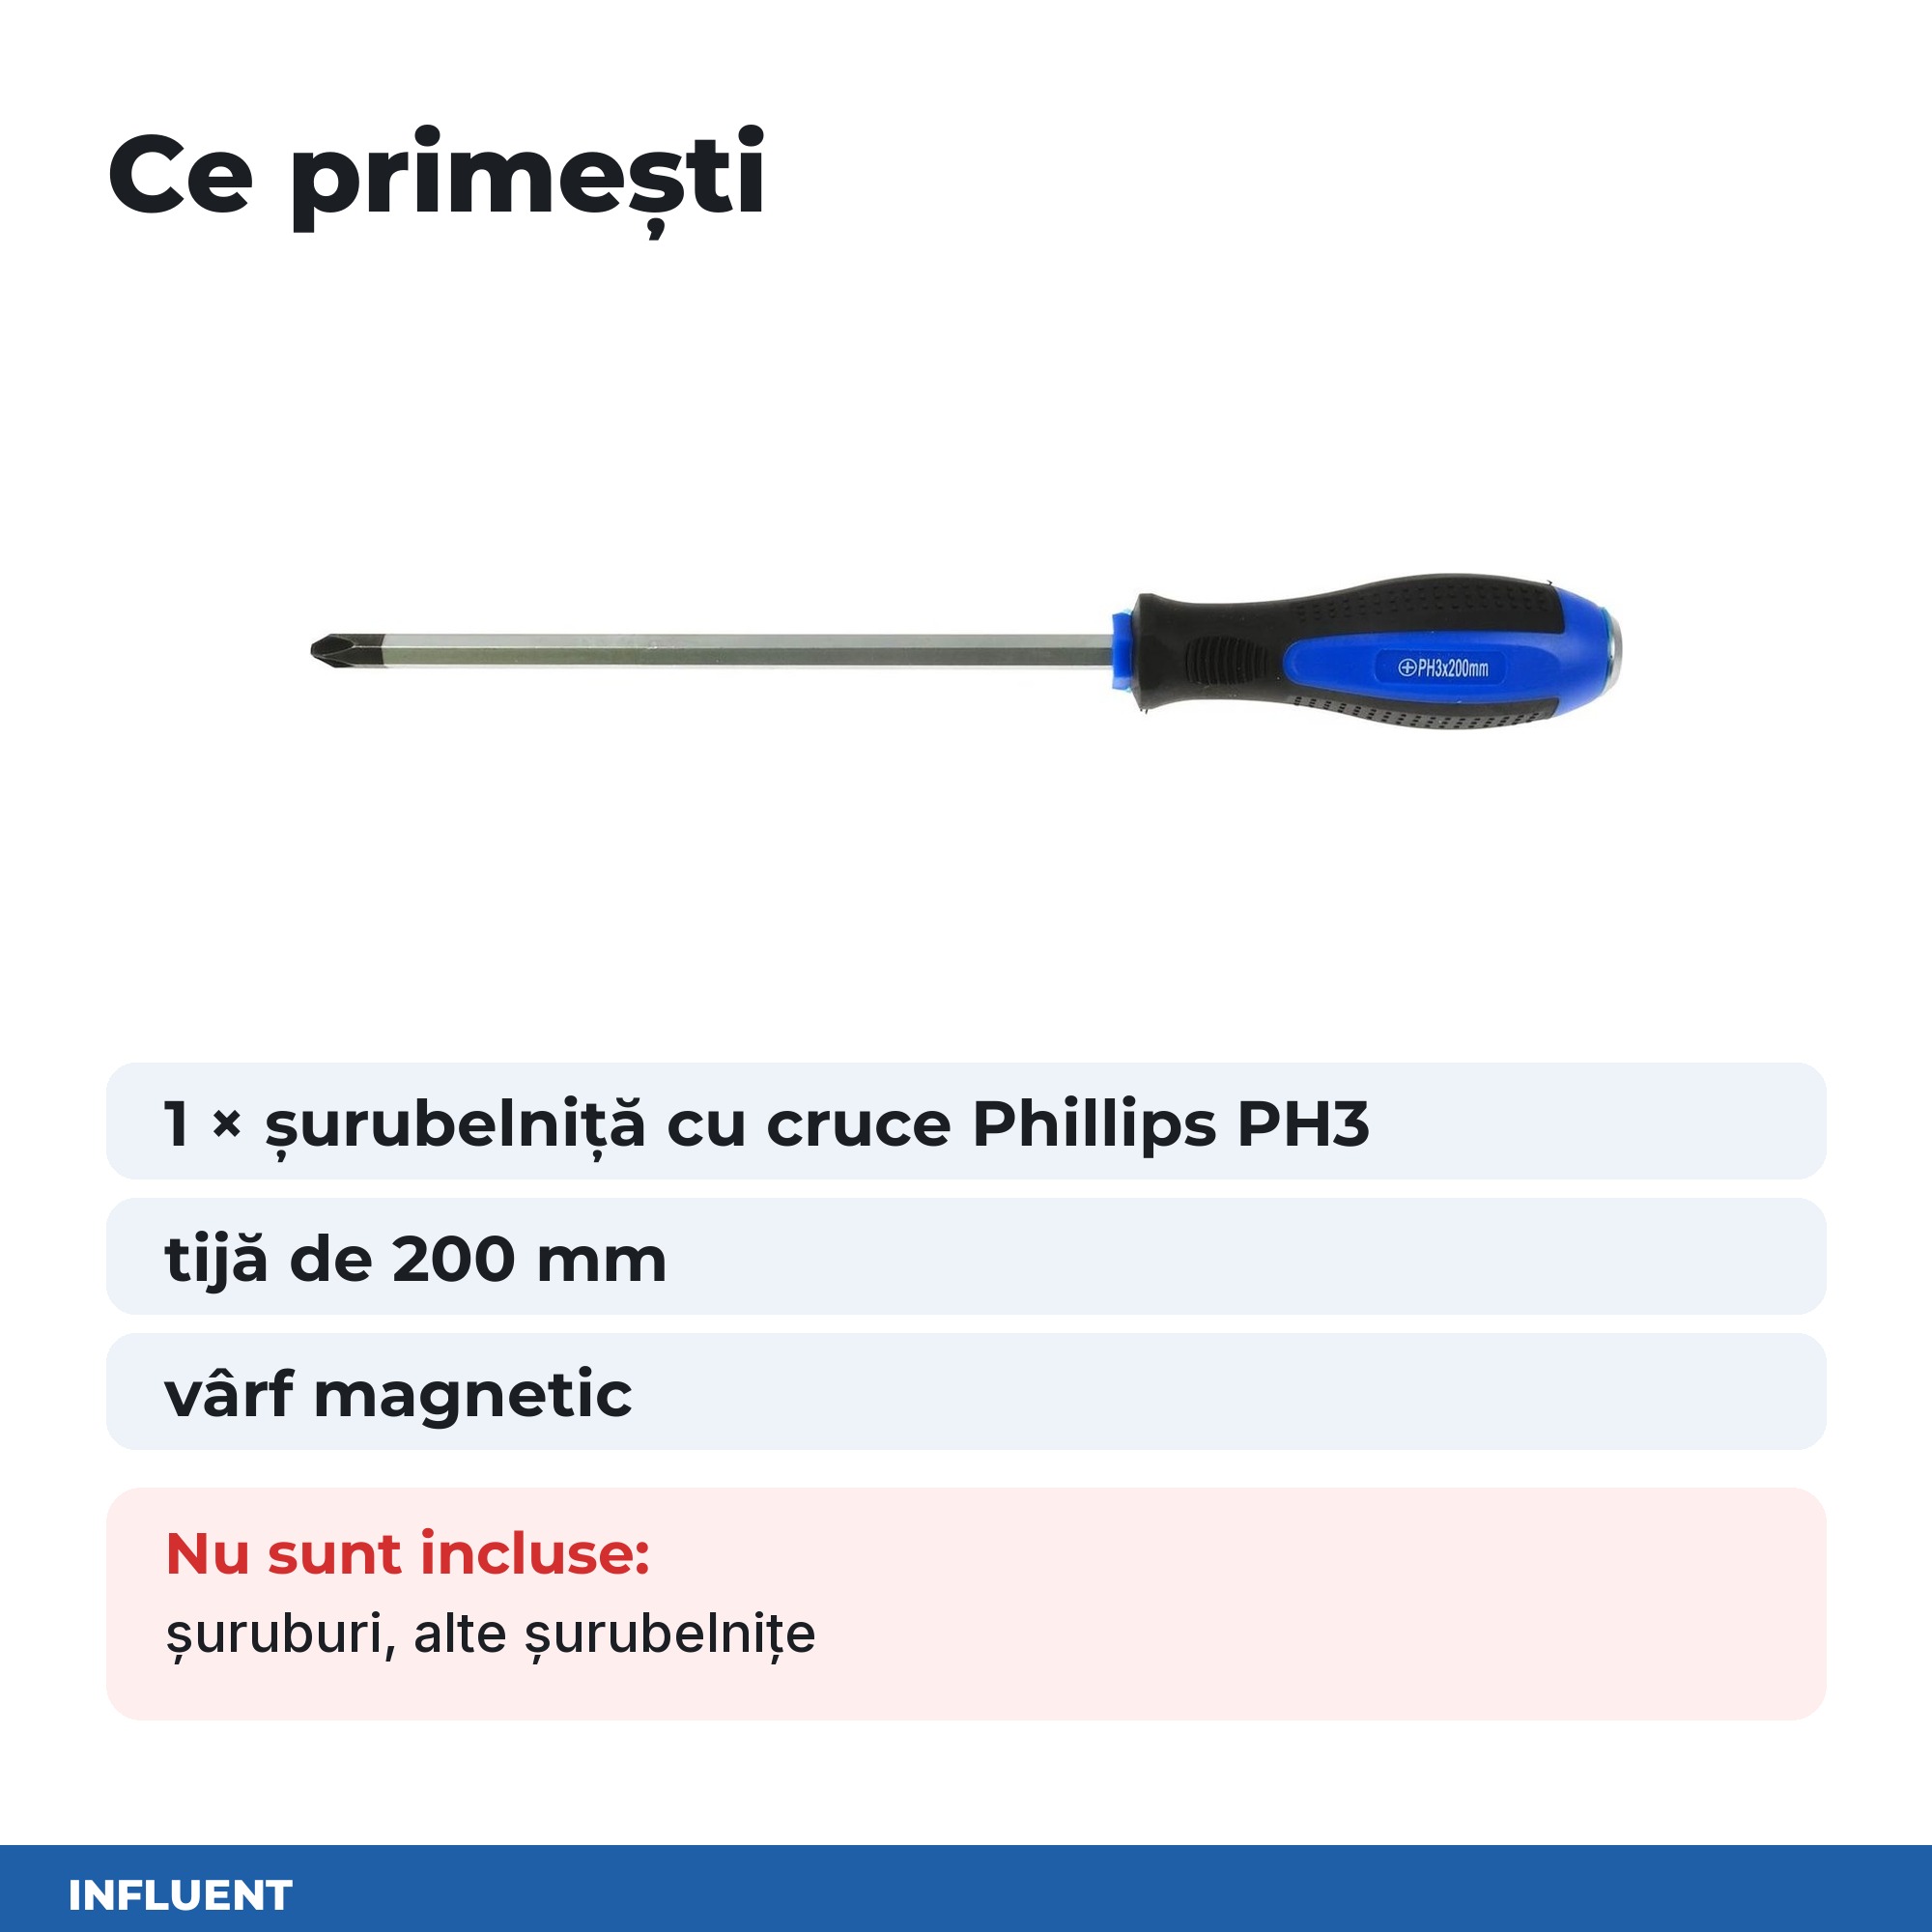 Ce primești
PH3x200mm
1 × șurubelniță cu cruce Phillips PH3
tijă de 200 mm
vârf magnetic
Nu sunt incluse:
șuruburi, alte șurubelnițe
INFLUENT